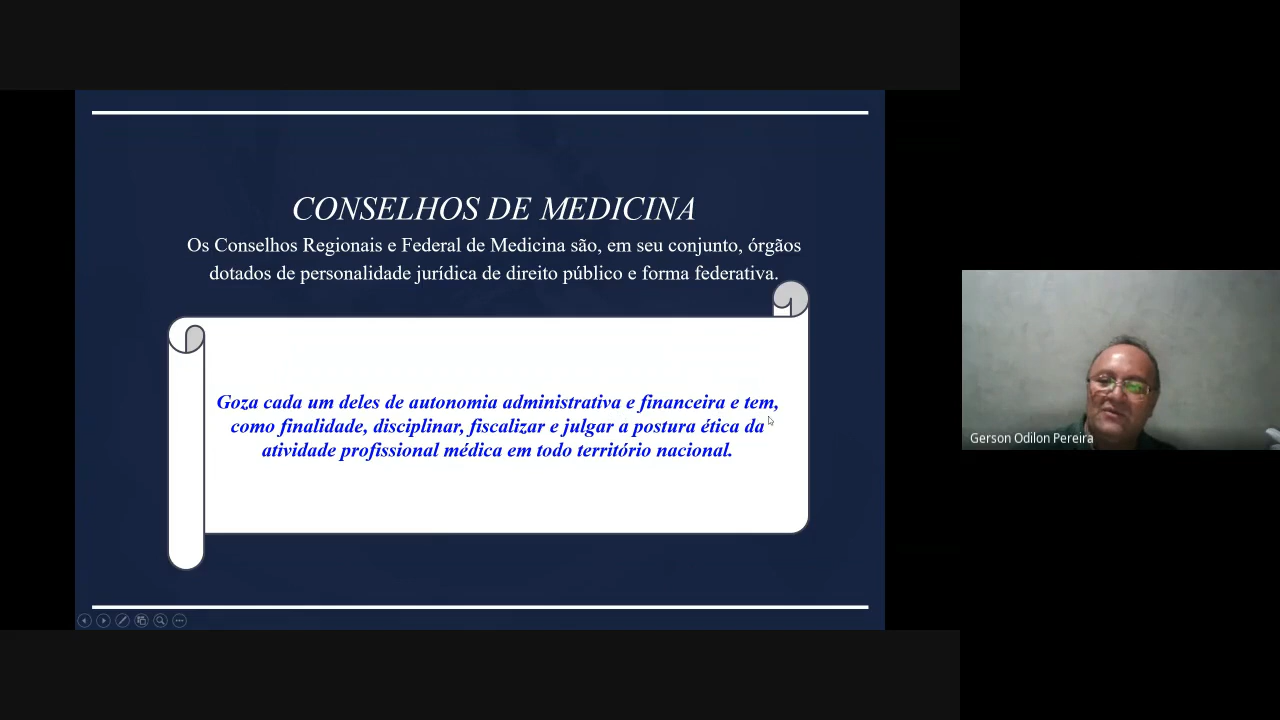 CONSELHOS DE MEDICINA
Os Conselhos Regionais e Federal de Medicina são, em seu conjunto, órgãos
dotados de personalidade jurídica de direito público e forma federativa.
Goza cada um deles de autonomia administrativa e financeira e tem,
como finalidade, disciplinar, fiscalizar e julgar a postura ética da
atividade profissional médica em todo território nacional.
Gerson Odilon Pereira